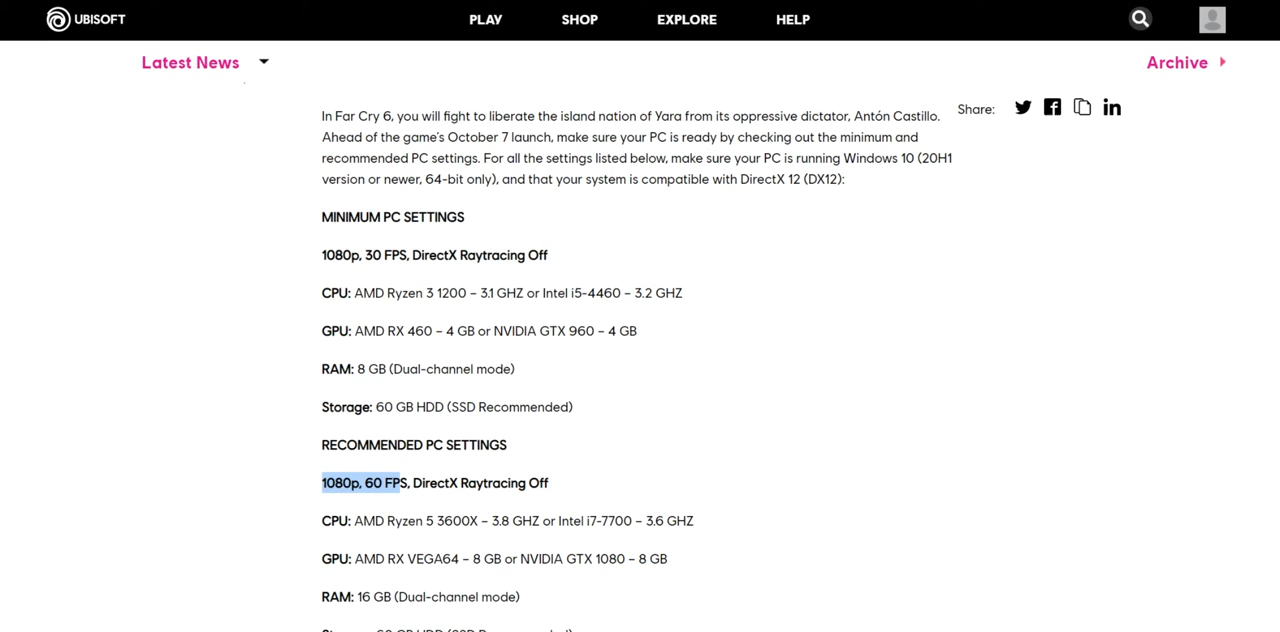 UBISOFT
PLAY
SHOP
EXPLORE
HELP
Latest News
Archive
In Far Cry 6, you will fight to liberate the island nation of Yara from its oppressive dictator, Antón Castillo.
Share:
Ahead of the game's October 7 launch, make sure your PC is ready by checking out the minimum and
recommended PC settings. For all the settings listed below, make sure your PC is running Windows 10 (20H1
version or newer, 64-bit only), and that your system is compatible with DirectX 12 (DX12):
MINIMUM PC SETTINGS
1080p, 30 FPS, DirectX Raytracing Off
CPU: AMD Ryzen 3 1200 – 3.1 GHZ or Intel i5-4460 – 3.2 GHZ
GPU: AMD RX 460 – 4 GB or NVIDIA GTX 960 – 4 GB
RAM: 8 GB (Dual-channel mode)
Storage: 60 GB HDD (SSD Recommended)
RECOMMENDED PC SETTINGS
1080p, 60 FPS, DirectX Raytracing Off
CPU: AMD Ryzen 5 3600X – 3.8 GHZ or Intel i7-7700 – 3.6 GHZ
GPU: AMD RX VEGA64 – 8 GB or NVIDIA GTX 1080 – 8 GB
RAM: 16 GB (Dual-channel mode)